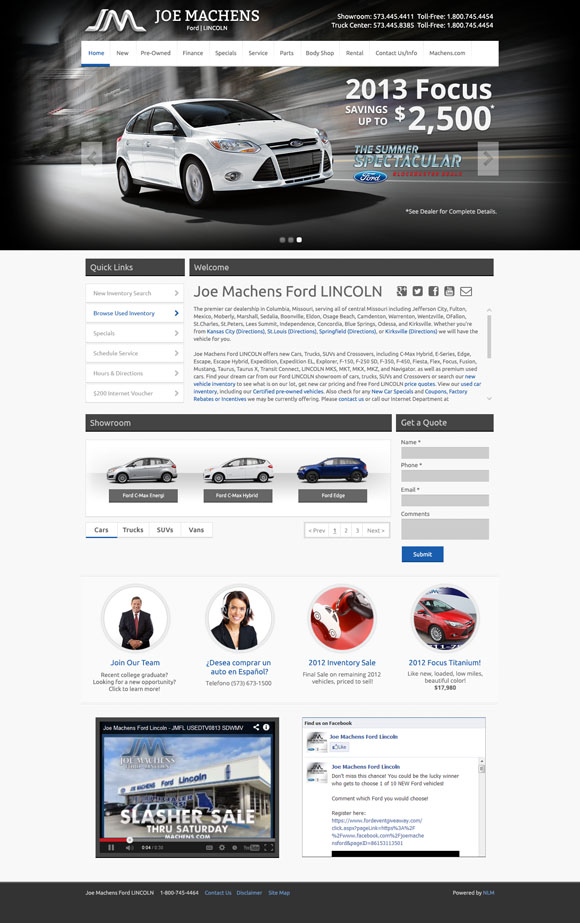 JM JOE MACHENS
Ford | LINCOLN
Showroom: 573.445.4411 Toll-Free: 1.800.745.4454
Truck Center: 573.445.8385 Toll-Free: 1.800.745.4454
Home New Pre-Owned Finance Specials Service Parts Body Shop Rental Contact Us/Info Machens.com
2013 Focus
SAVINGS UP TO $2,500*
THE SUMMER
SPECTACULAR
Ford
*See Dealer for Complete Details.
Quick Links
New Inventory Search
Browse Used Inventory
Specials
Schedule Service
Hours & Directions
$200 Internet Voucher
Welcome
Joe Machens Ford LINCOLN
The premier car dealership in Columbia, Missouri, serving all of central Missouri including Jefferson City, Fulton,
Mexico, Moberly, Marshall, Sedalia, Boonville, Eldon, Osage Beach, Camdenton, Warrenton, Wentzville, O'Fallon,
St.Charles, St.Peters, Lees Summit, Independence, Concordia, Blue Springs, Odessa, and Kirksville. Whether you're
from Kansas City (Directions), St.Louis (Directions), Springfield (Directions), or Kirksville (Directions) we will have the
vehicle for you.
Joe Machens Ford LINCOLN offers new Cars, Trucks, SUVs and Crossovers, including C-Max Hybrid, E-Series, Edge,
Escape, Escape Hybrid, Expedition, Expedition EL, Explorer, F-150, F-250 SD, F-350, F-450, Fiesta, Flex, Focus, Fusion,
Mustang, Taurus, Taurus X, Transit Connect, LINCOLN MKS, MKT, MKX, MKZ, and Navigator. as well as premium used
cars. Find your dream car from our Ford LINCOLN showroom of cars, trucks, SUVs and Crossovers or search our new
vehicle inventory to see what is on our lot, get new car pricing and free Ford LINCOLN price quotes. View our used car
inventory, including our Certified pre-owned vehicles. Also check for any New Car Specials and Coupons, Factory
Rebates or Incentives we may be currently offering. Please contact us or call our Internet Department at
Showroom
Ford C-Max Energi
Ford C-Max Hybrid
Ford Edge
Cars Trucks SUVs Vans
< Prev 1 2 3 Next >
Get a Quote
Name *
Phone *
Email *
Comments
Submit
Join Our Team
Recent college graduate?
Looking for a new opportunity?
Click to learn more!
¿Desea comprar un
auto en Español?
Telefono (573) 673-1500
2012 Inventory Sale
Final Sale on remaining 2012
vehicles, priced to sell!
2012 Focus Titanium!
Like new, loaded, low miles,
beautiful color!
$17,980
Joe Machens Ford Lincoln - JMFL USEDTV0813 SDWMV
JM
Ford Lincoln
SLASHER SALE
THRU SATURDAY
MACHENS.COM
0:04 / 0:30
YouTube
Find us on Facebook
Joe Machens Ford Lincoln
Like
Joe Machens Ford Lincoln
Don't miss this chance! You could be the lucky winner
who gets to choose 1 of 10 NEW Ford vehicles!
Comment which Ford you would choose!
Register here:
https://www.fordeventgiveaway.com/
click.aspx?pageLink=https%3A%2F
%2Fwww.facebook.com%2Fjoemache
nsford&pageID=86153113501
Joe Machens Ford LINCOLN 1-800-745-4464 Contact Us Disclaimer Site Map
Powered by NLM